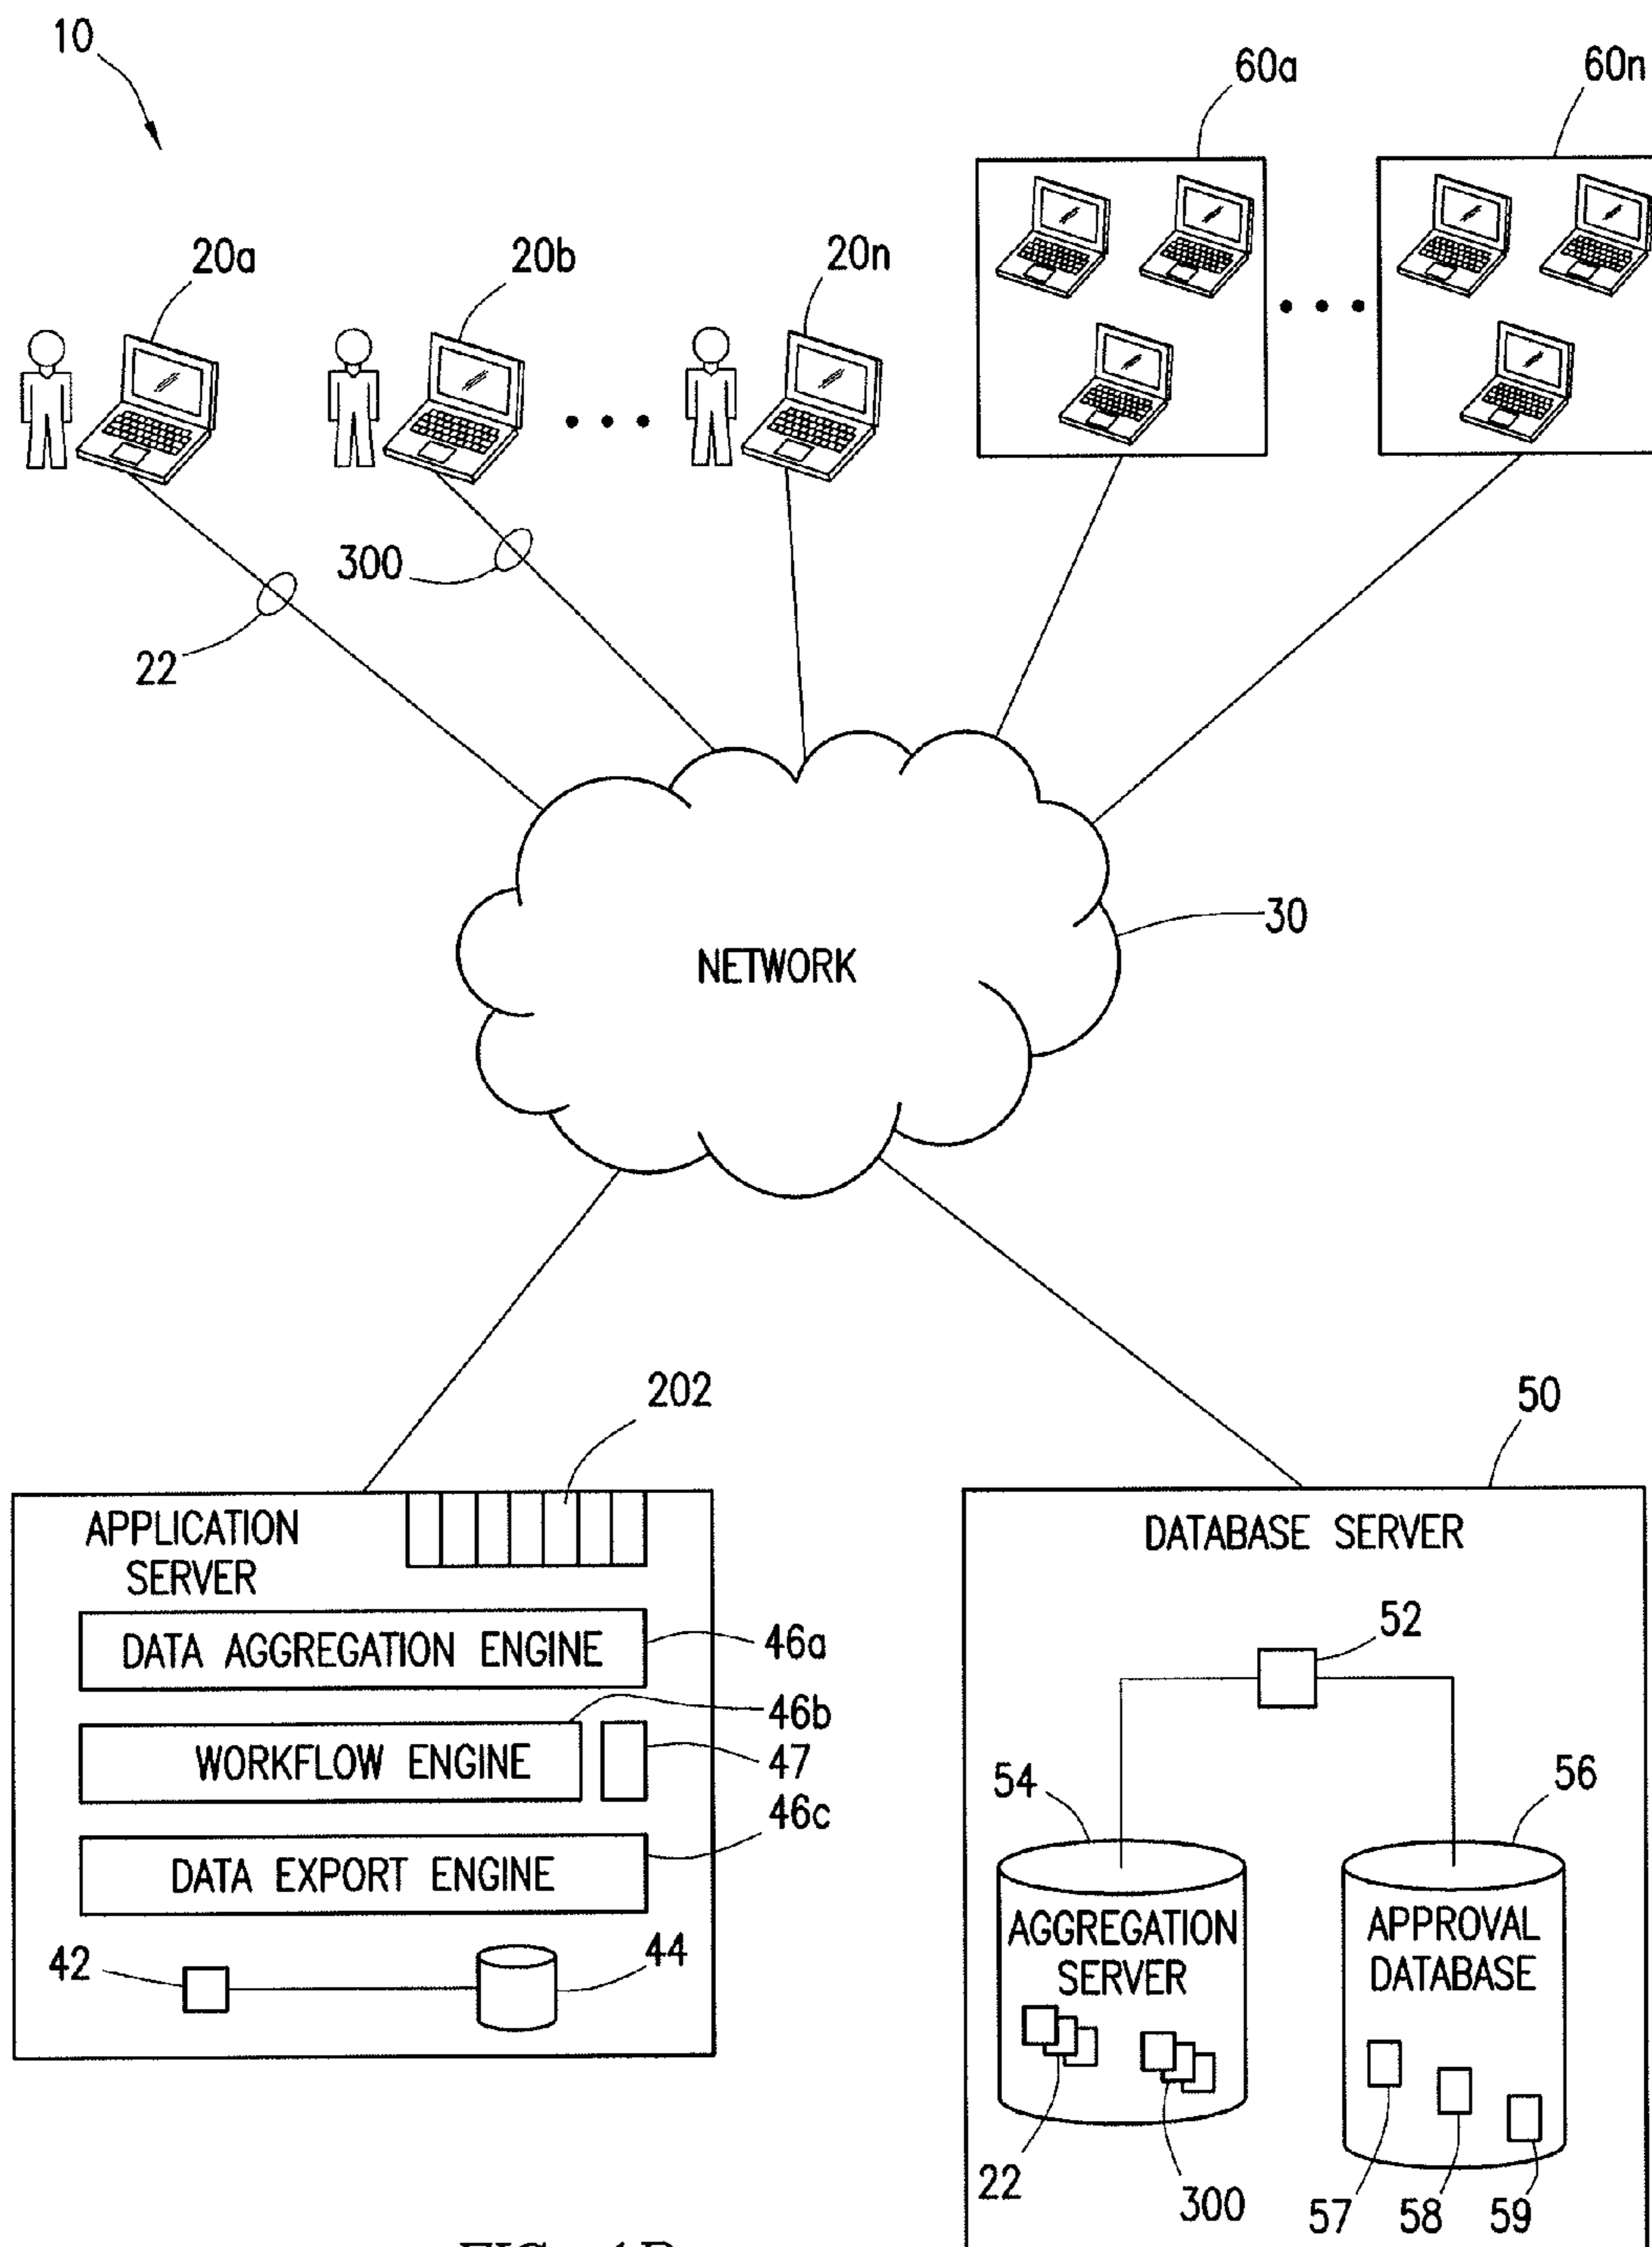 10
60a
60n
20a
20b
20n
300
22
30
NETWORK
202
50
APPLICATION
SERVER
DATABASE SERVER
DATA AGGREGATION ENGINE
46a
52
46b
WORKFLOW ENGINE
47
54
56
46c
DATA EXPORT ENGINE
AGGREGATION
SERVER
APPROVAL
DATABASE
42
44
22
300
57
58
59